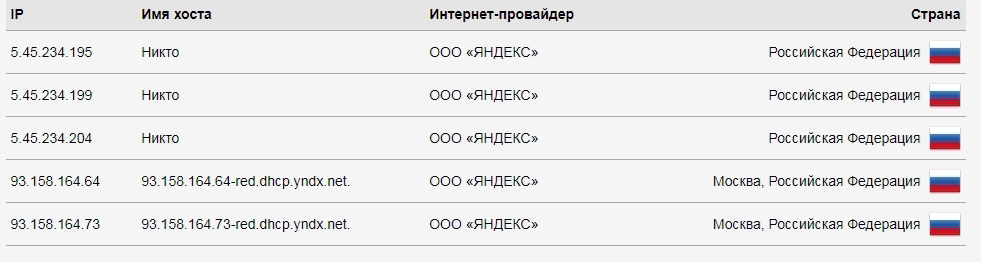 IP Имя хоста Интернет-провайдер Страна
5.45.234.195 Никто ООО «ЯНДЕКС» Российская Федерация
5.45.234.199 Никто ООО «ЯНДЕКС» Российская Федерация
5.45.234.204 Никто ООО «ЯНДЕКС» Российская Федерация
93.158.164.64 93.158.164.64-red.dhcp.yndx.net. ООО «ЯНДЕКС» Москва, Российская Федерация
93.158.164.73 93.158.164.73-red.dhcp.yndx.net. ООО «ЯНДЕКС» Москва, Российская Федерация